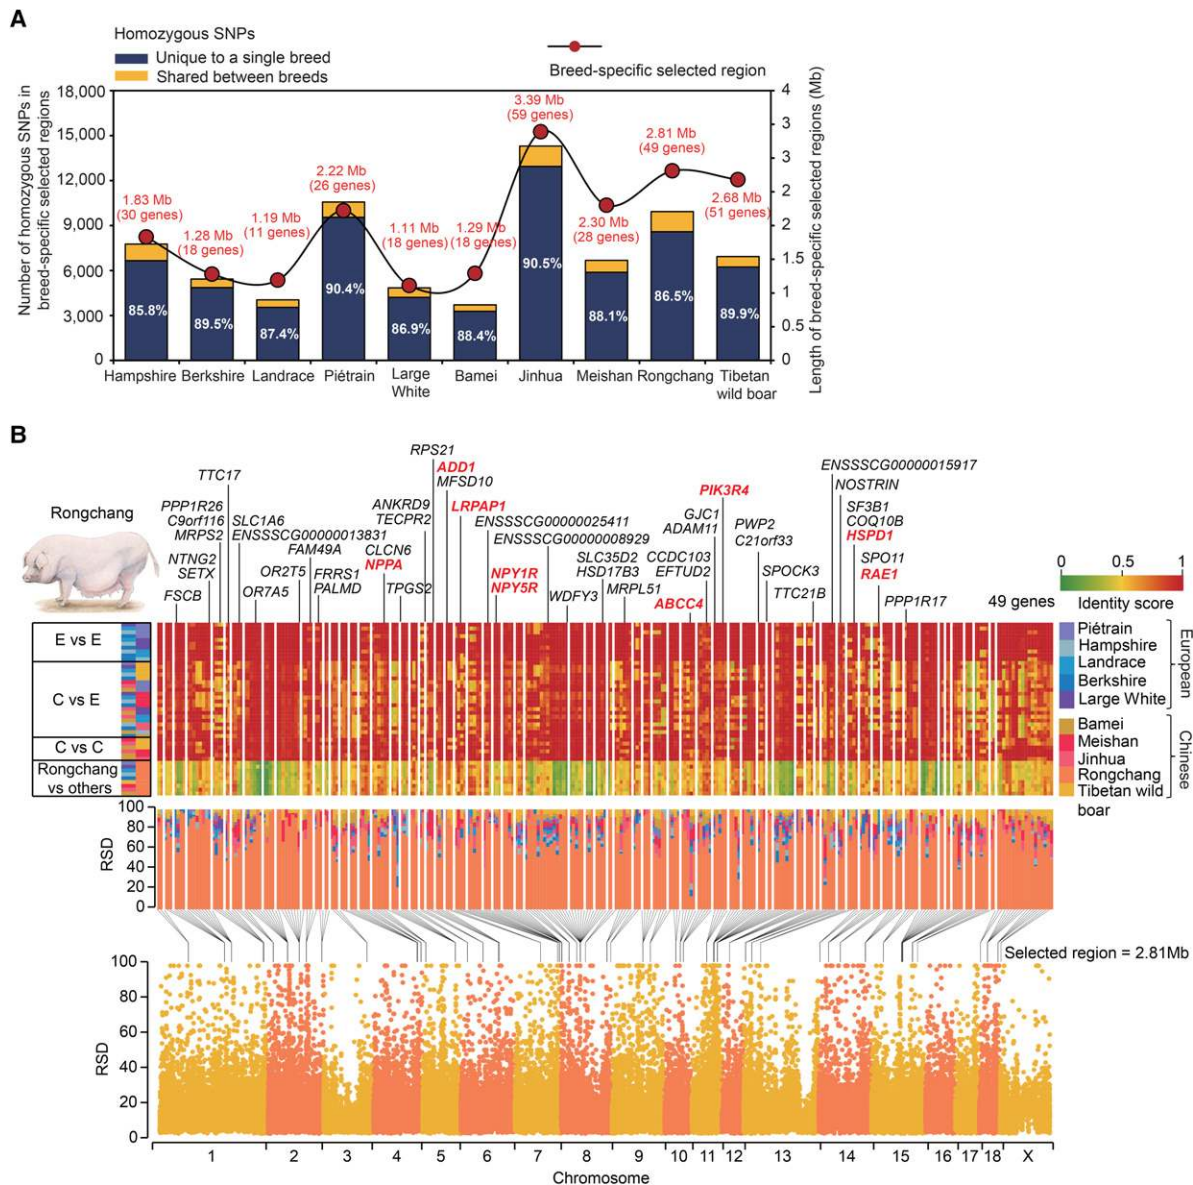 A
Homozygous SNPs
Unique to a single breed
Shared between breeds
Breed-specific selected region
Number of homozygous SNPs in
breed-specific selected regions
18,000
15,000
12,000
9,000
6,000
3,000
0
1.83 Mb
(30 genes)
1.28 Mb
(18 genes)
1.19 Mb
(11 genes)
2.22 Mb
(26 genes)
1.11 Mb
(18 genes)
1.29 Mb
(18 genes)
3.39 Mb
(59 genes)
2.30 Mb
(28 genes)
2.81 Mb
(49 genes)
2.68 Mb
(51 genes)
85.8%
89.5%
87.4%
90.4%
86.9%
88.4%
90.5%
88.1%
86.5%
89.9%
4
3
3
2
2
1.5
1
0.5
0
Length of breed-specific selected regions (Mb)
Hampshire
Berkshire
Landrace
Piétrain
Large
White
Bamei
Jinhua
Meishan
Rongchang
Tibetan
wild boar
B
Rongchang
RPS21
ADD1
MFSD10
TTC17
LRPAP1
PIK3R4
ENSSSCG00000015917
NOSTRIN
PPP1R26
C9orf116
MRPS2
SLC1A6
ENSSSCG00000013831
FAM49A
ANKRD9
TECPR2
ENSSSCG00000025411
ENSSSCG00000008929
GJC1
ADAM11
PWP2
C21orf33
SF3B1
COQ10B
HSPD1
NTNG2
SETX
FSCB
OR2T5
OR7A5
FRRS1
PALMD
CLCN6
NPPA
TPGS2
NPY1R
NPY5R
SLC35D2
HSD17B3
WDFY3
MRPL51
CCDC103
EFTUD2
ABCC4
SPOCK3
TTC21B
SPO11
RAE1
PPP1R17
49 genes
0
0.5
1
Identity score
E vs E
C vs E
C vs C
Rongchang
vs others
Piétrain
Hampshire
Landrace
Berkshire
Large White
European
Bamei
Meishan
Jinhua
Rongchang
Tibetan wild
boar
Chinese
RSD
100
80
60
40
20
0
Selected region = 2.81Mb
RSD
100
80
60
40
20
0
1
2
3
4
5
6
7
8
9
10
11
12
13
14
15
16
17
18
X
Chromosome